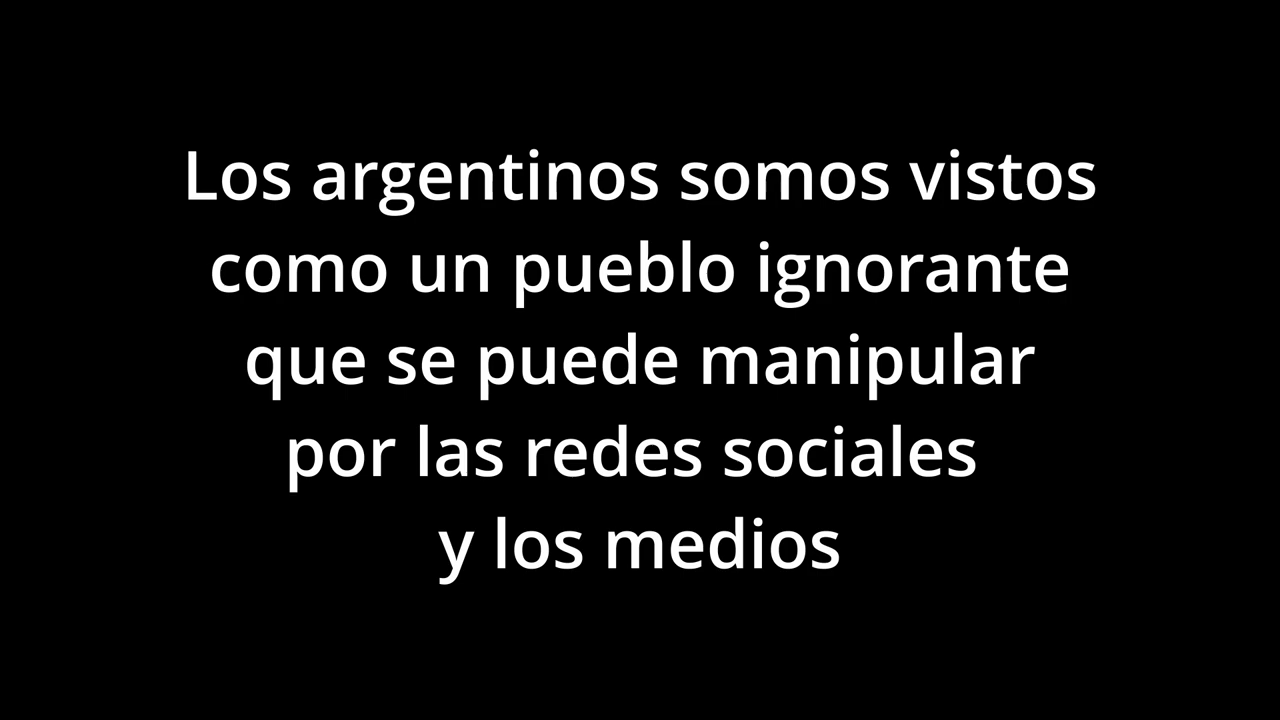 Los argentinos somos vistos
como un pueblo ignorante
que se puede manipular
por las redes sociales
y los medios